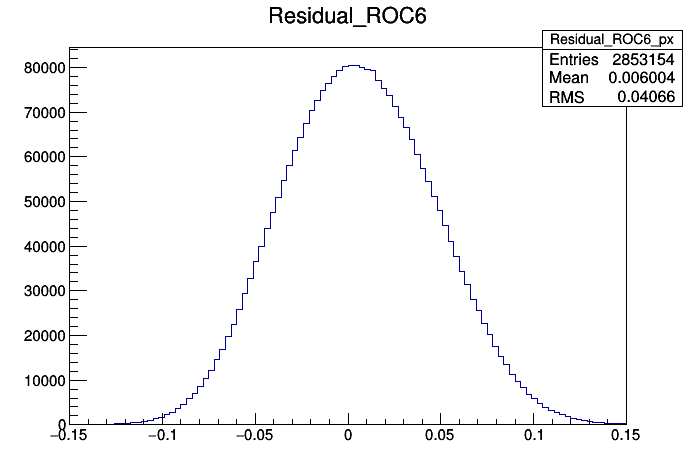 Residual_ROC6
Residual_ROC6_px
Entries 2853154
Mean 0.006004
RMS 0.04066
80000
70000
60000
50000
40000
30000
20000
10000
0
−0.15 −0.1 −0.05 0 0.05 0.1 0.15